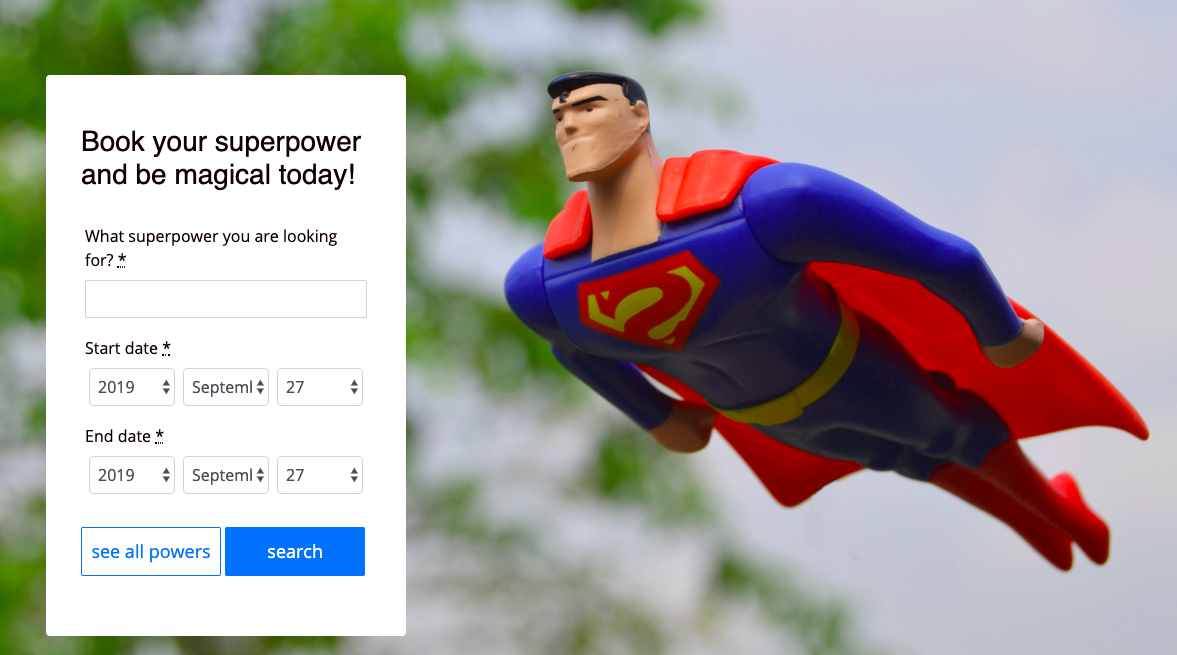 Book your superpower
and be magical today!
What superpower you are looking
for? *
Start date *
2019 Septeml 27
End date *
2019 Septeml 27
see all powers search
S